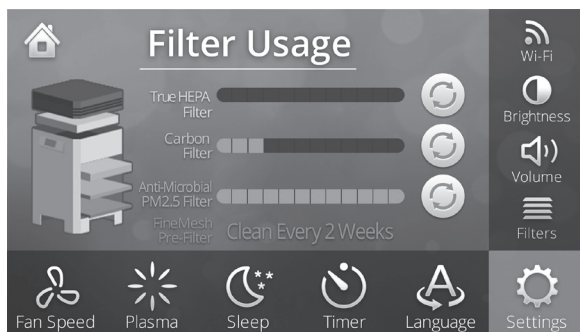 Filter Usage
True HEPA
Filter
Carbon
Filter
Anti-Microbial
PM2.5 Filter
FineMesh
Pre-Filter
Clean Every 2 Weeks
Wi-Fi
Brightness
Volume
Filters
Fan Speed
Plasma
Sleep
Timer
A
Language
Settings